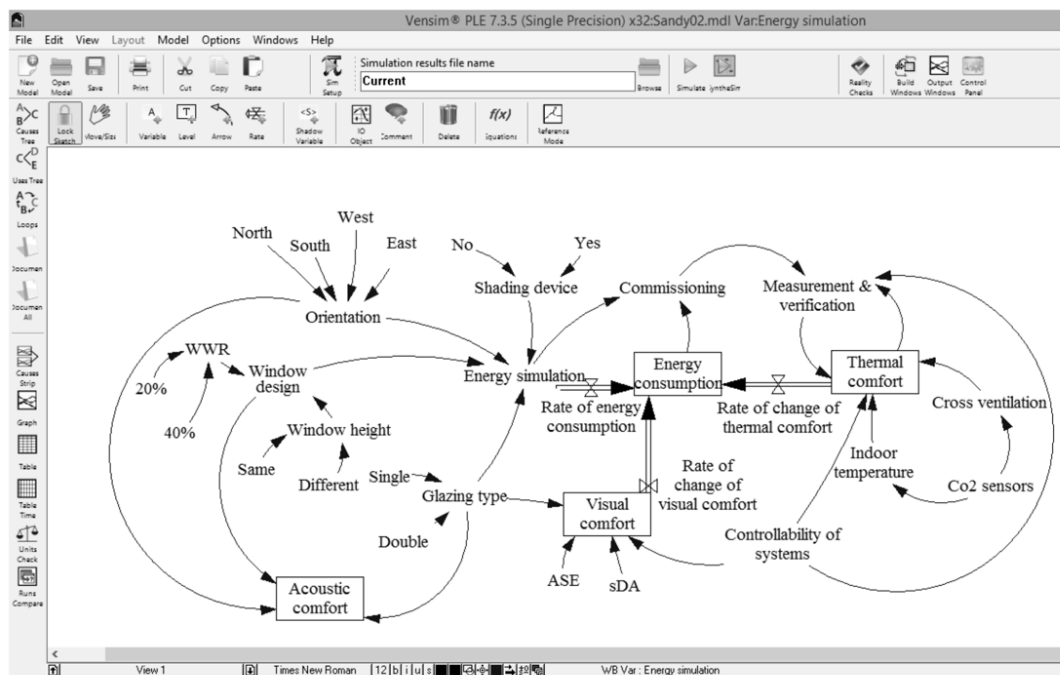 Vensim® PLE 7.3.5 (Single Precision) x32:Sandy02.mdl Var:Energy simulation
File Edit View Layout Model Options Windows Help
New Model
Open Model
Save
Print
Cut
Copy
Paste
Sim Setup
Simulation results file name
Current
Browse
Simulate
SyntheSim
Reality Checks
Build Windows
Output Windows
Control Panel
Causes Tree
Lock Sketch
Move/Size
Variable
Level
Arrow
Rate
<S>
Shadow Variable
IO Object
Comment
Delete
f(x)
Equations
Reference Mode
Uses Tree
Loops
Documen
Documen All
Causes Strip
Graph
Table
Table Time
Units Check
Runs Compare
North
South
West
East
Orientation
No
Yes
Shading device
Commissioning
Measurement &
verification
WWR
20%
40%
Window
design
Window height
Same
Different
Energy simulation
Rate of energy
consumption
Energy
consumption
Rate of change of
thermal comfort
Thermal
comfort
Cross ventilation
Indoor
temperature
Co2 sensors
Single
Double
Glazing type
Visual
comfort
Rate of
change of
visual comfort
Controllability of
systems
ASE
sDA
Acoustic
comfort
View 1
Times New Roman
12 b i u s
WB Var : Energy simulation